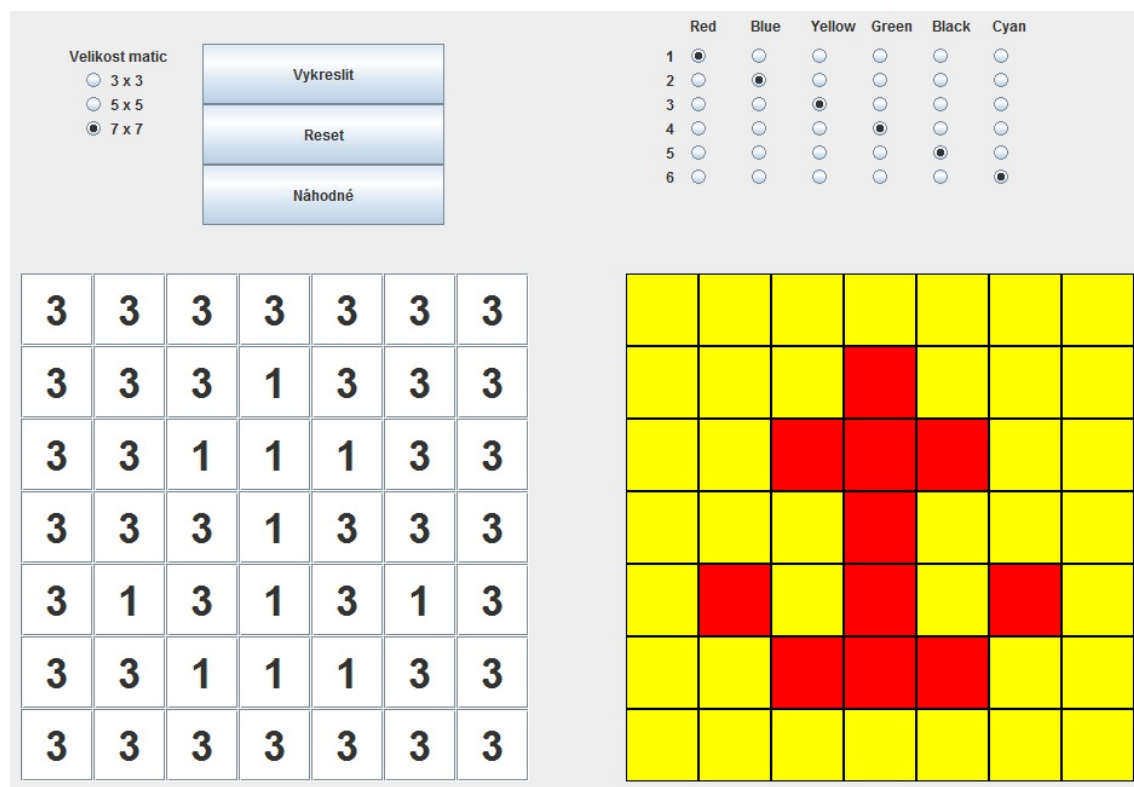 Velikost matic
3 x 3
5 x 5
7 x 7
Vykreslit
Reset
Náhodné
Red Blue Yellow Green Black Cyan
1
2
3
4
5
6
3 3 3 3 3 3 3
3 3 3 1 3 3 3
3 3 1 1 1 3 3
3 3 3 1 3 3 3
3 1 3 1 3 1 3
3 3 1 1 1 3 3
3 3 3 3 3 3 3